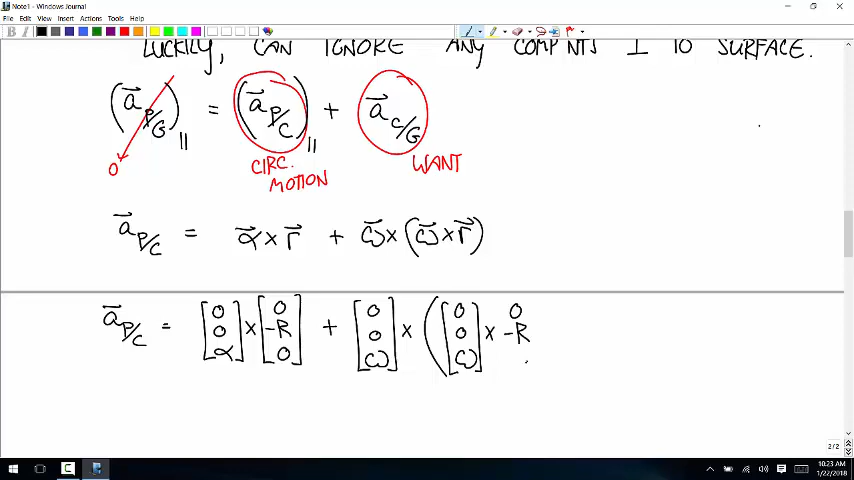 Note1 - Windows Journal
File Edit View Insert Actions Tools Help
B I
LUCKILY, CAN IGNORE ANY COMPNTS ⊥ TO SURFACE.
(a⃗ P/G)|| = (a⃗ P/C)|| + a⃗ C/G
0 CIRC. MOTION WANT
a⃗ P/C = α⃗ × r⃗ + ω⃗ × (ω⃗ × r⃗)
a⃗ P/C = [0 0 α] × [0 -R 0] + [0 0 ω] × ([0 0 ω] × 0 -R
2/2
10:23 AM
1/22/2018